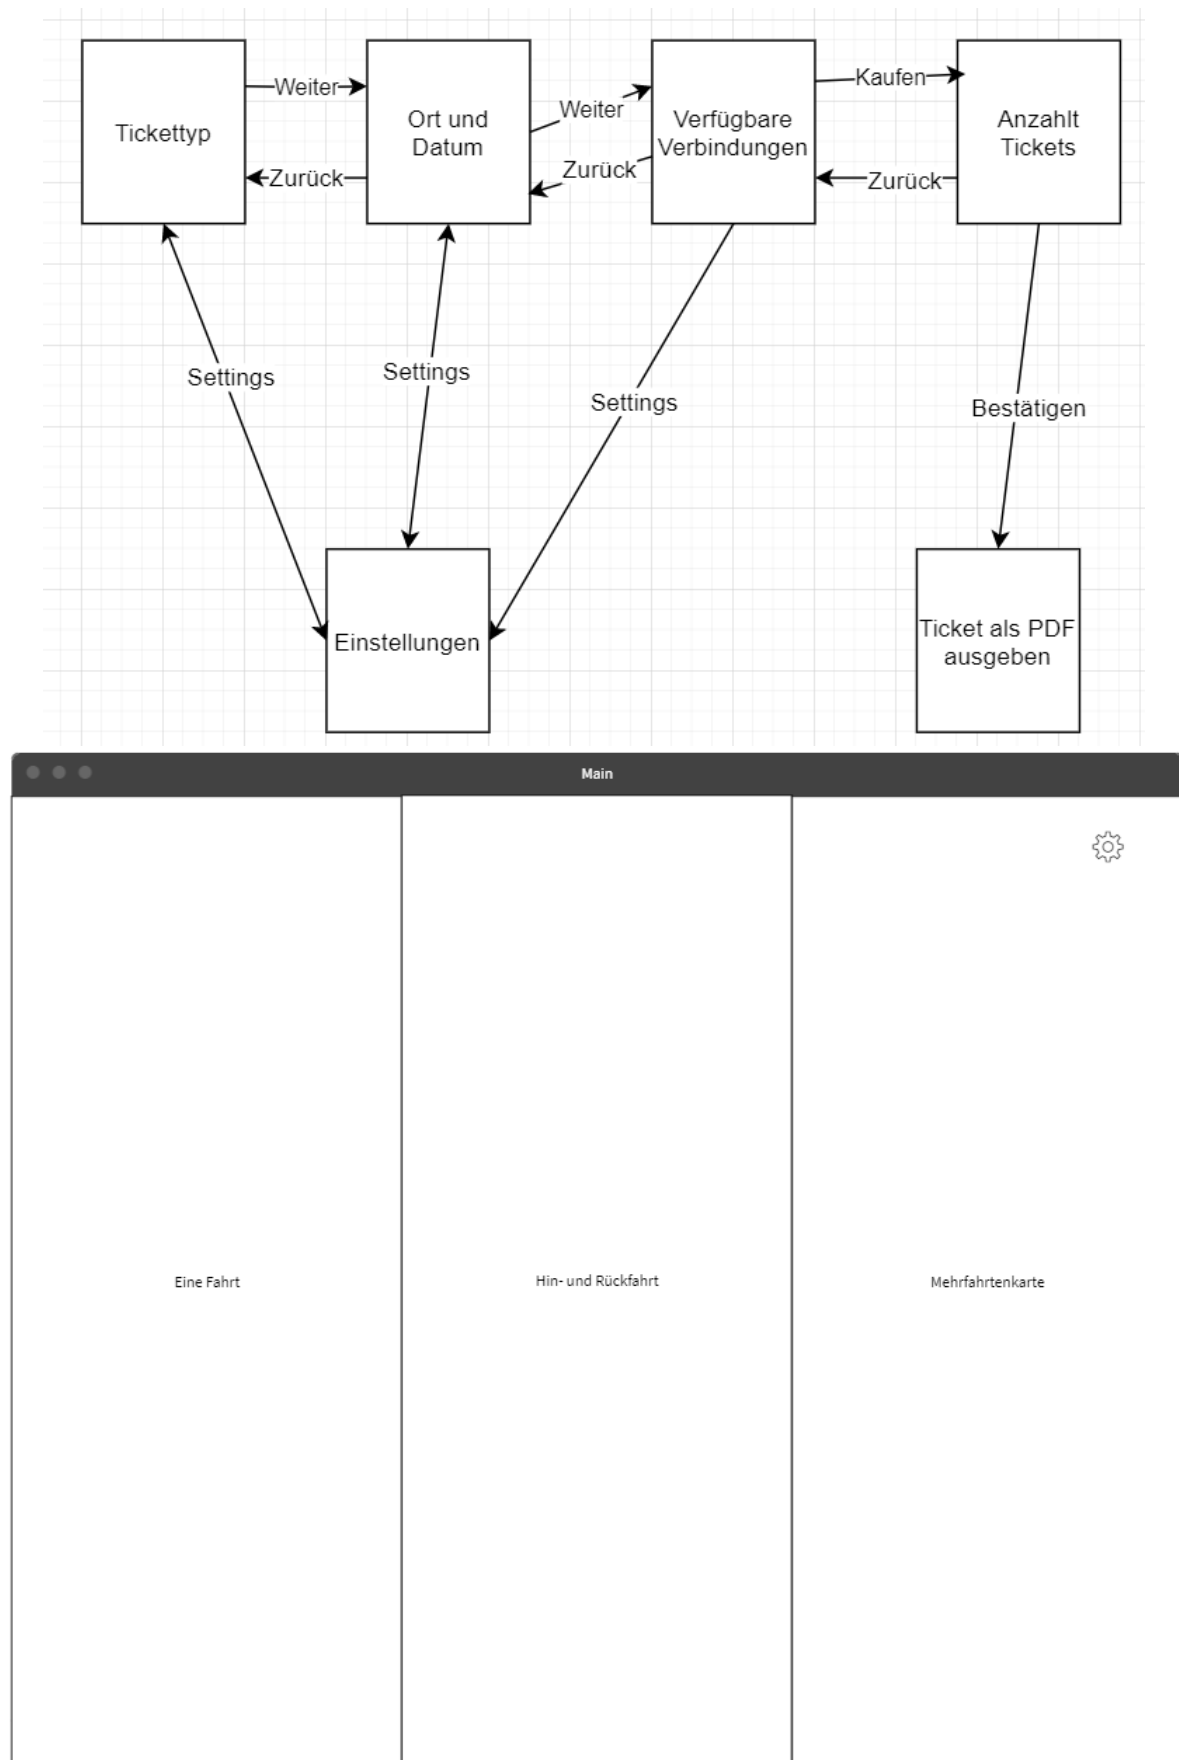 Tickettyp
Weiter
Zurück
Ort und
Datum
Weiter
Zurück
Verfügbare
Verbindungen
Kaufen
Zurück
Anzahlt
Tickets
Settings
Settings
Settings
Bestätigen
Einstellungen
Ticket als PDF
ausgeben
Main
Eine Fahrt
Hin- und Rückfahrt
Mehrfahrtenkarte